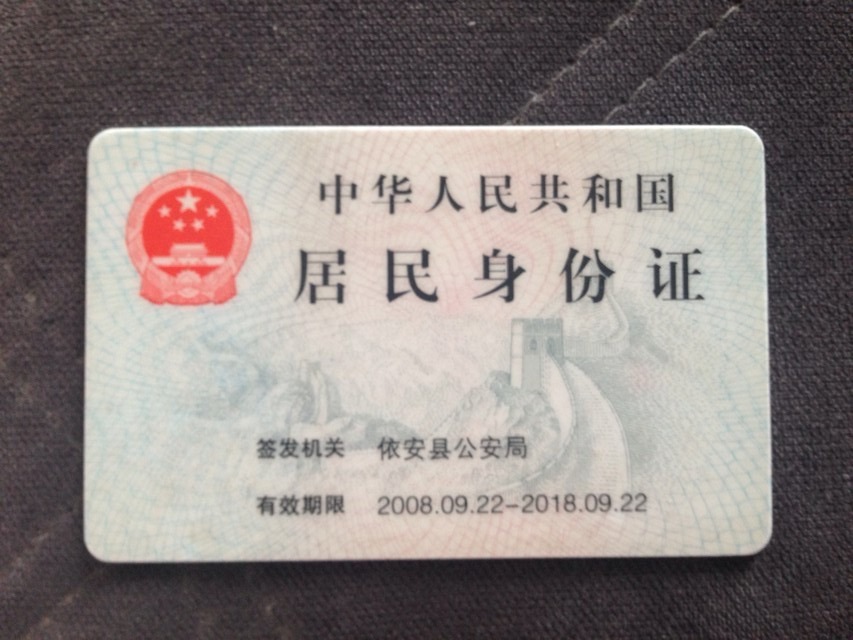 中华人民共和国
居民身份证
签发机关 依安县公安局
有效期限 2008.09.22-2018.09.22